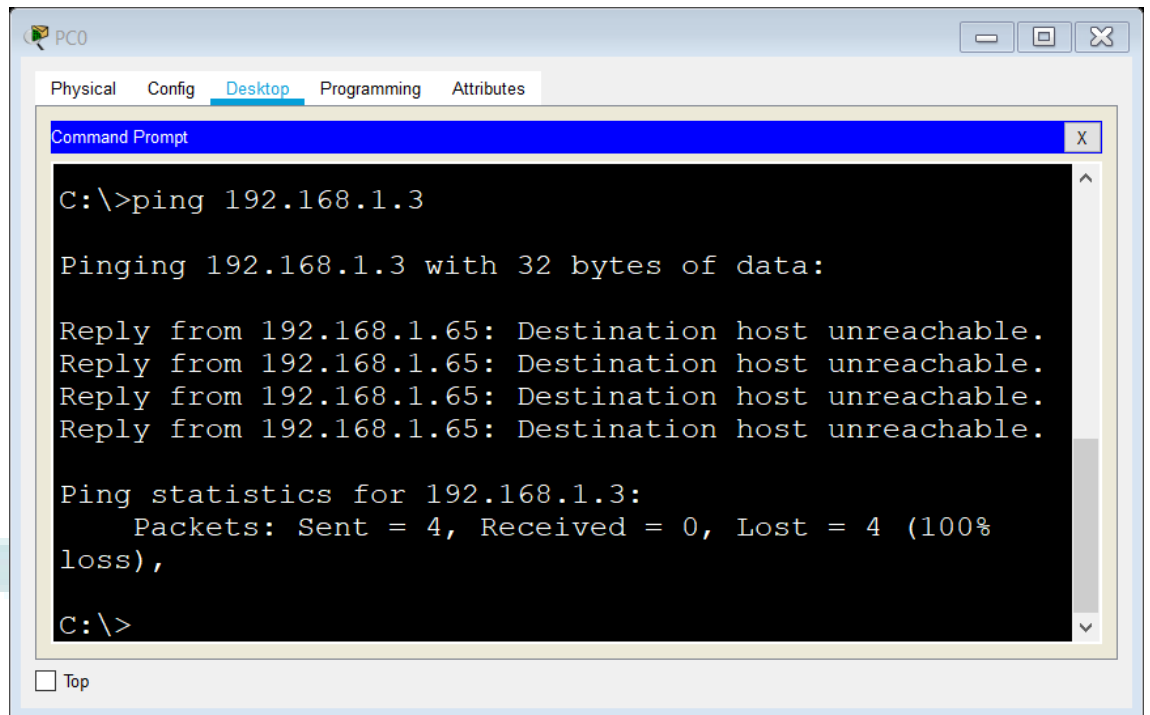 PC0
Physical Config Desktop Programming Attributes
Command Prompt
X
C:\>ping 192.168.1.3
Pinging 192.168.1.3 with 32 bytes of data:
Reply from 192.168.1.65: Destination host unreachable.
Reply from 192.168.1.65: Destination host unreachable.
Reply from 192.168.1.65: Destination host unreachable.
Reply from 192.168.1.65: Destination host unreachable.
Ping statistics for 192.168.1.3:
Packets: Sent = 4, Received = 0, Lost = 4 (100%
loss),
C:\>
Top